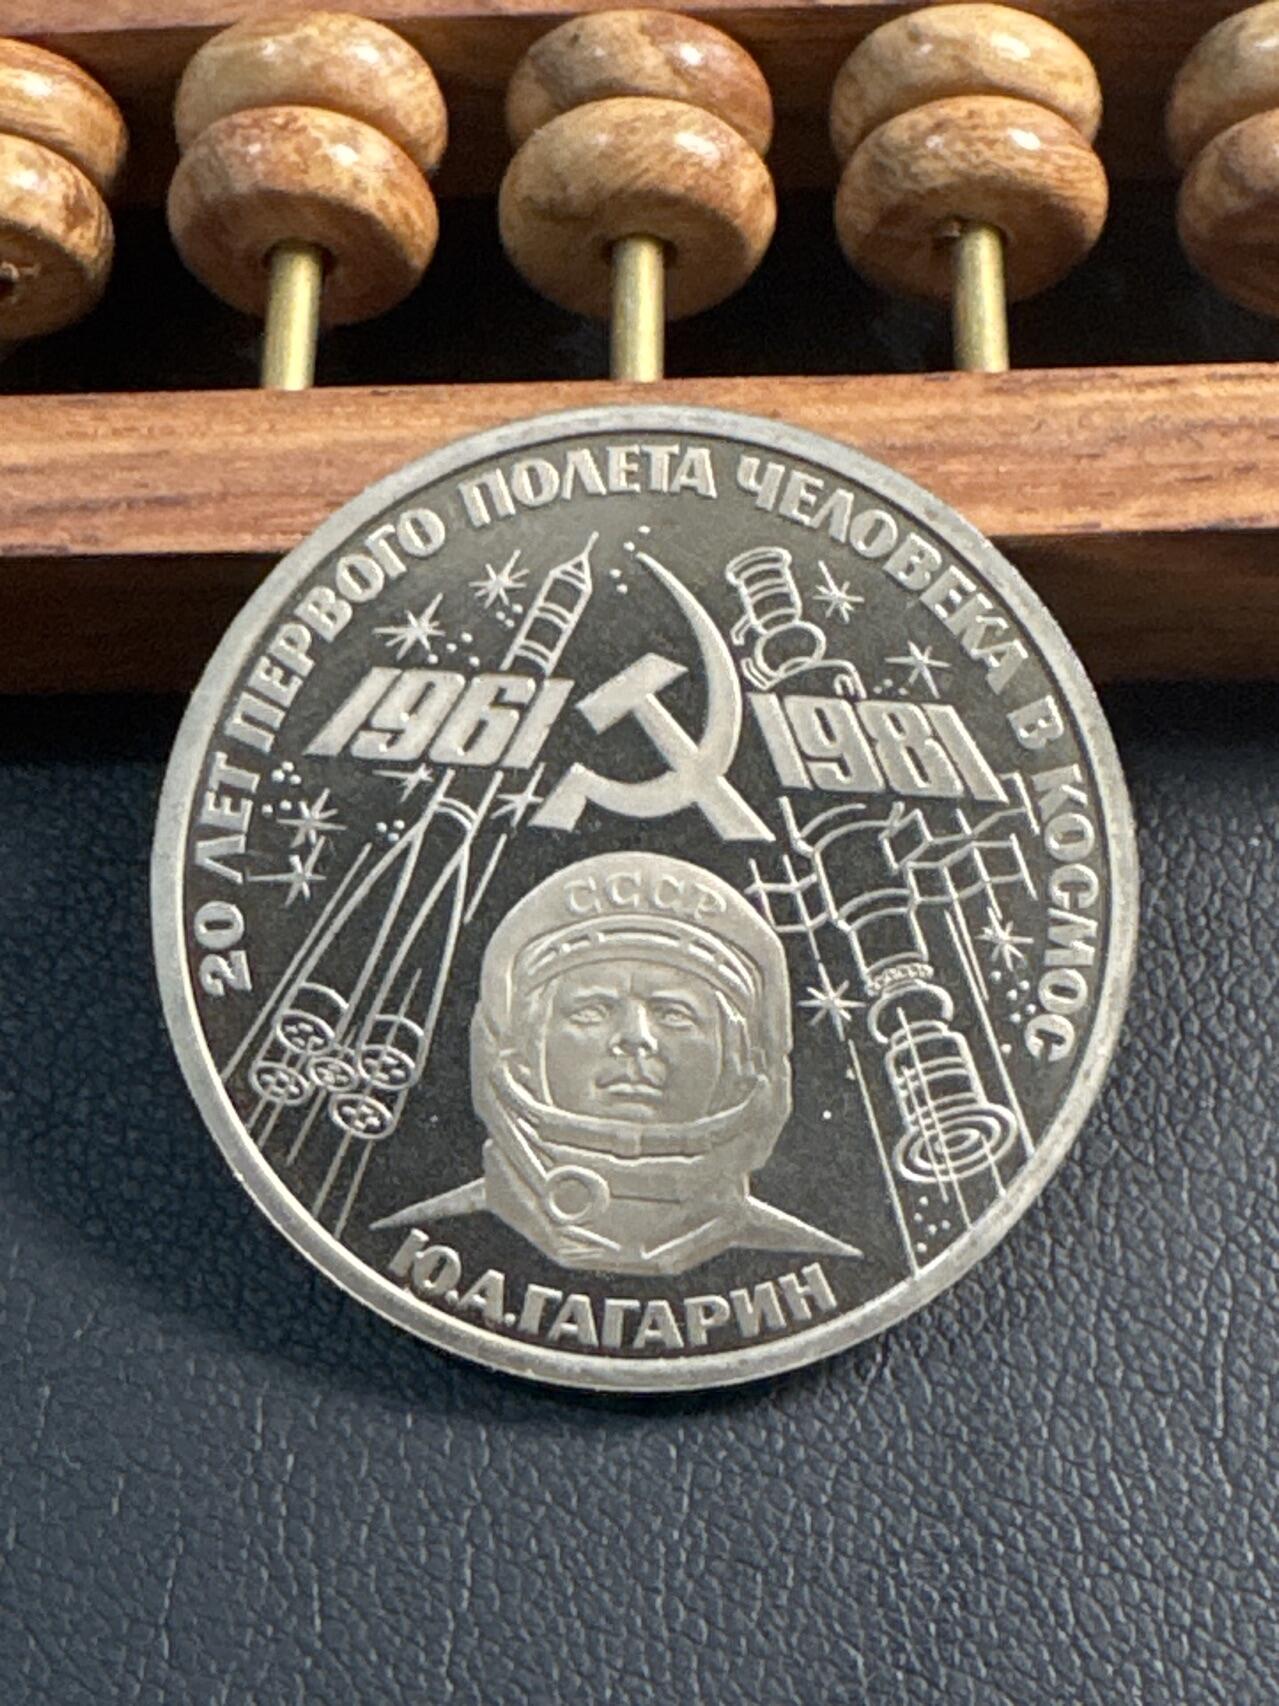 20 ЛЕТ ПЕРВОГО ПОЛЕТА ЧЕЛОВЕКА В КОСМОС
1961
1981
СССР
Ю.А.ГАГАРИН